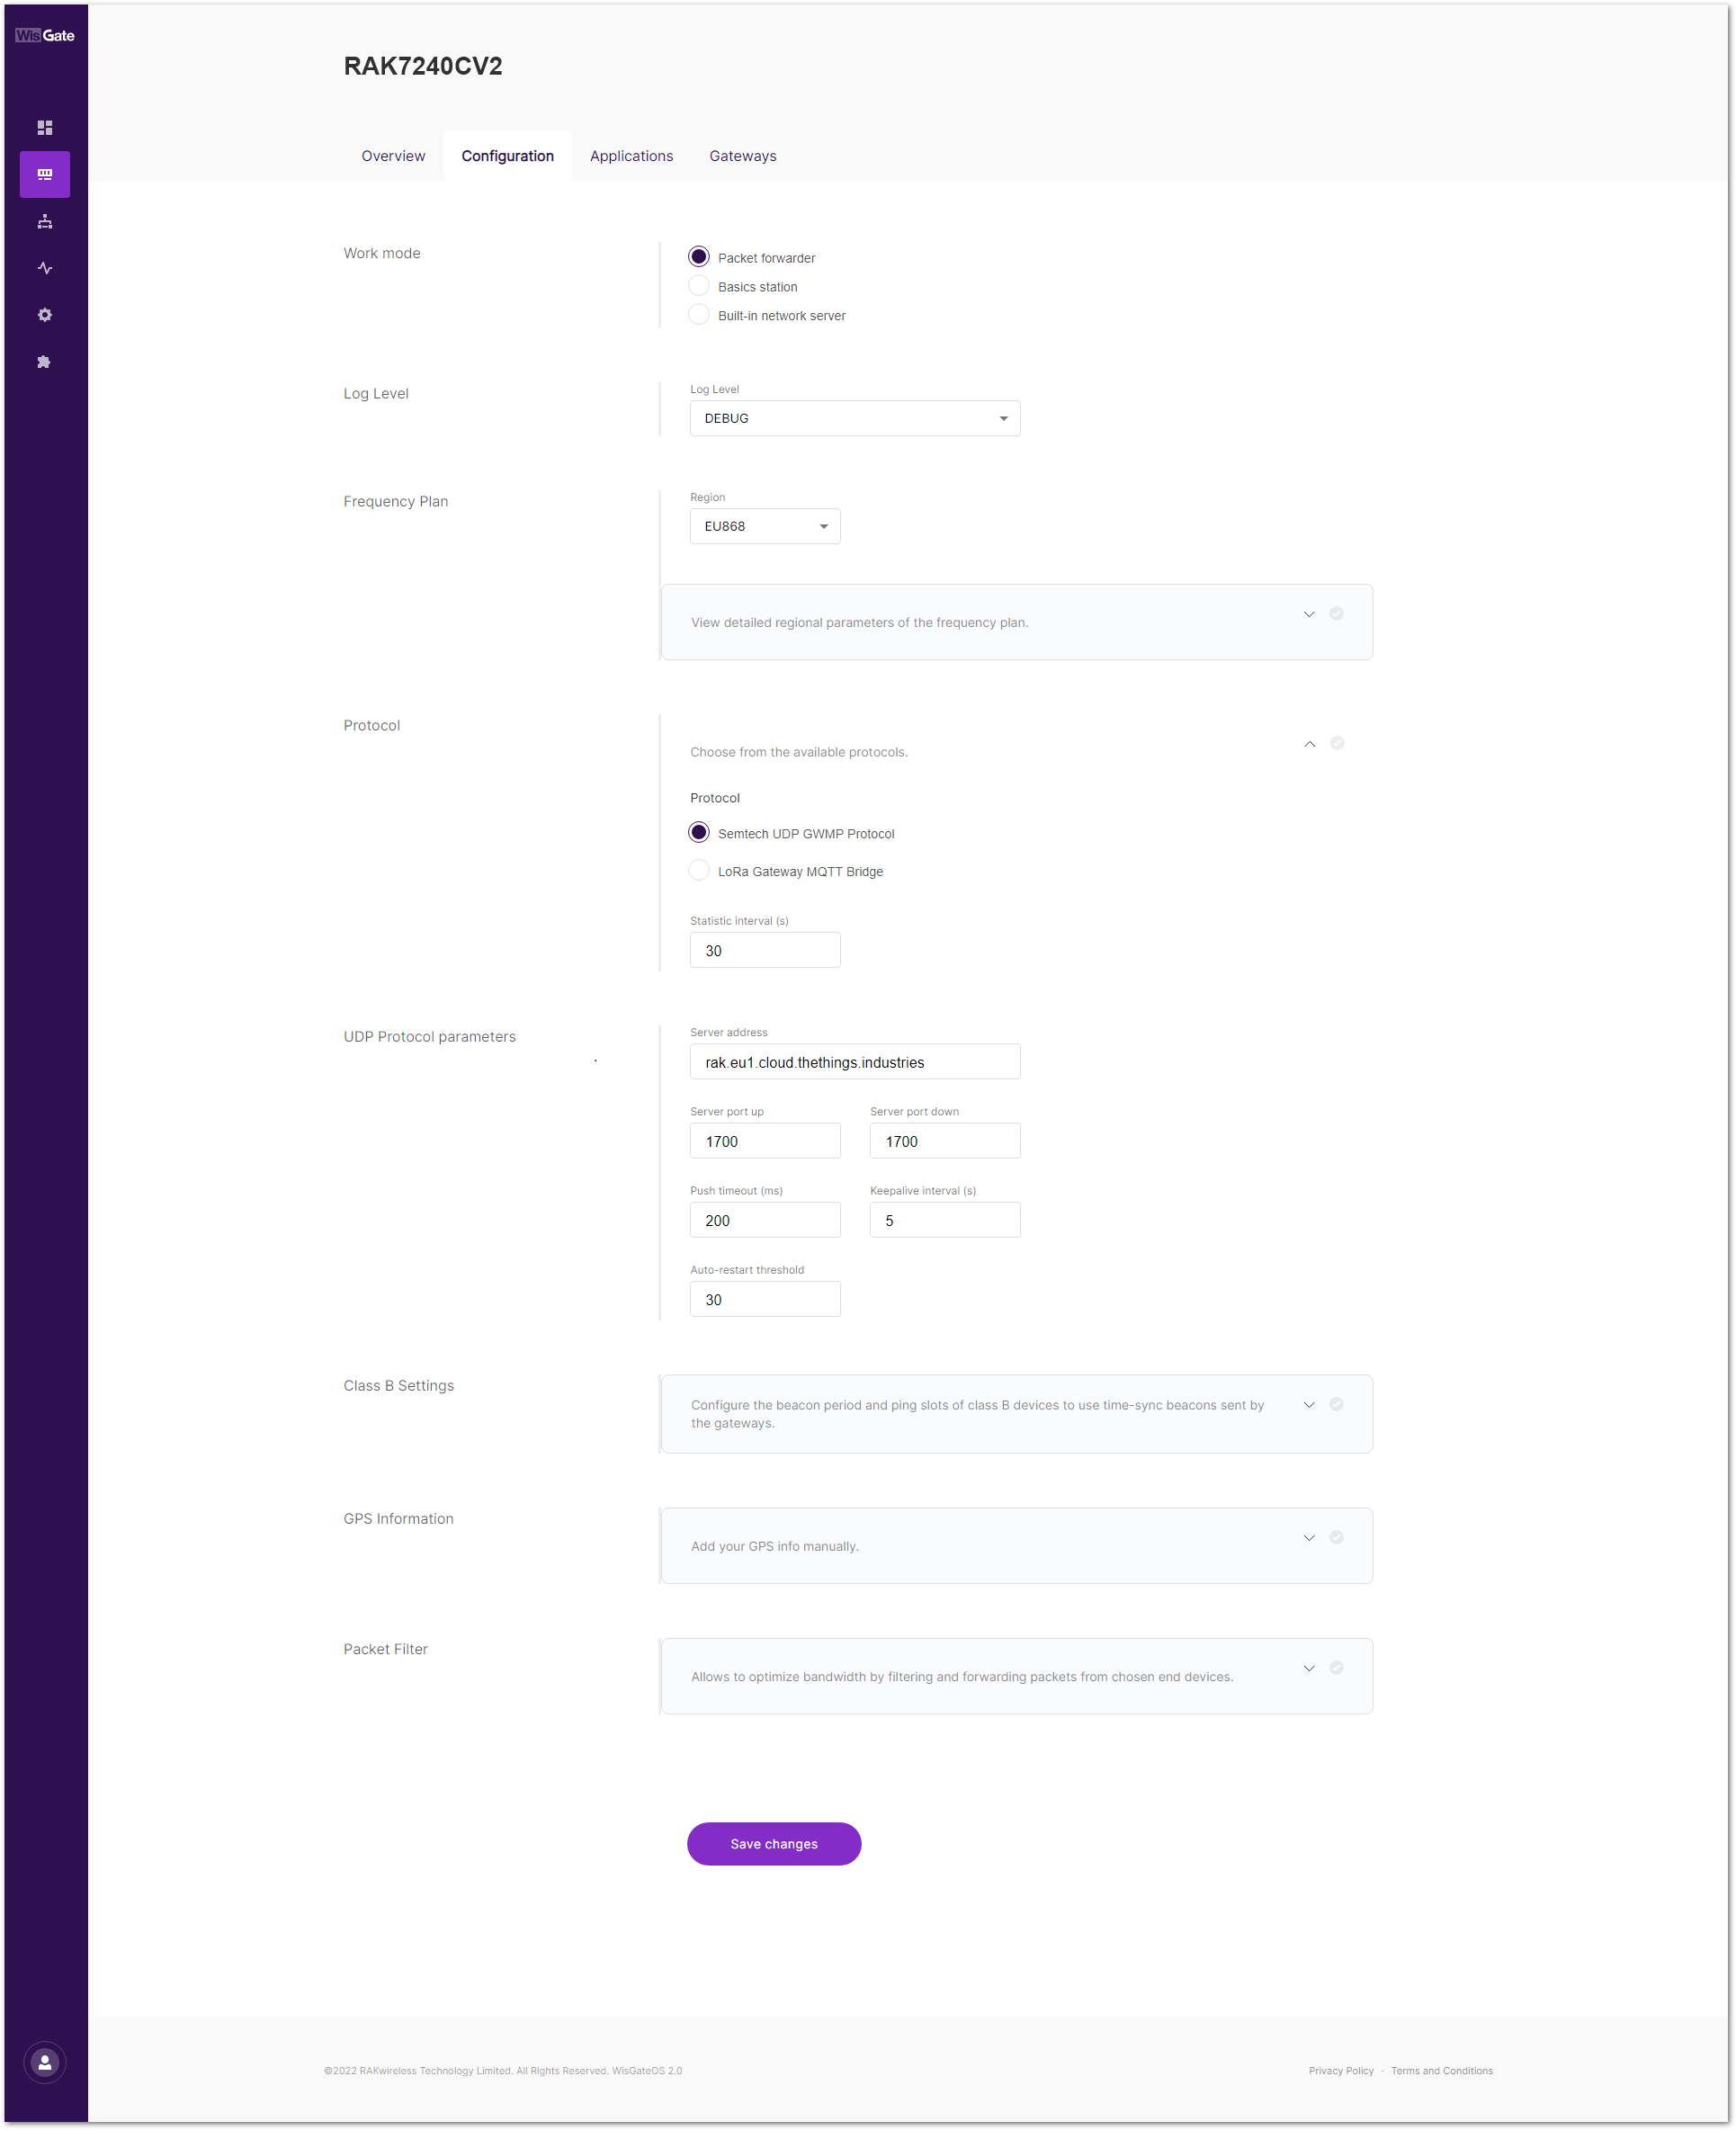 WisGate
RAK7240CV2
Overview
Configuration
Applications
Gateways
Work mode
Packet forwarder
Basics station
Built-in network server
Log Level
Log Level
DEBUG
Frequency Plan
Region
EU868
View detailed regional parameters of the frequency plan.
Protocol
Choose from the available protocols.
Protocol
Semtech UDP GWMP Protocol
LoRa Gateway MQTT Bridge
Statistic interval (s)
30
UDP Protocol parameters
Server address
rak.eu1.cloud.thethings.industries
Server port up
Server port down
1700
1700
Push timeout (ms)
Keepalive interval (s)
200
5
Auto-restart threshold
30
Class B Settings
Configure the beacon period and ping slots of class B devices to use time-sync beacons sent by
the gateways.
GPS Information
Add your GPS info manually.
Packet Filter
Allows to optimize bandwidth by filtering and forwarding packets from chosen end devices.
Save changes
©2022 RAKwireless Technology Limited. All Rights Reserved. WisGateOS 2.0
Privacy Policy · Terms and Conditions